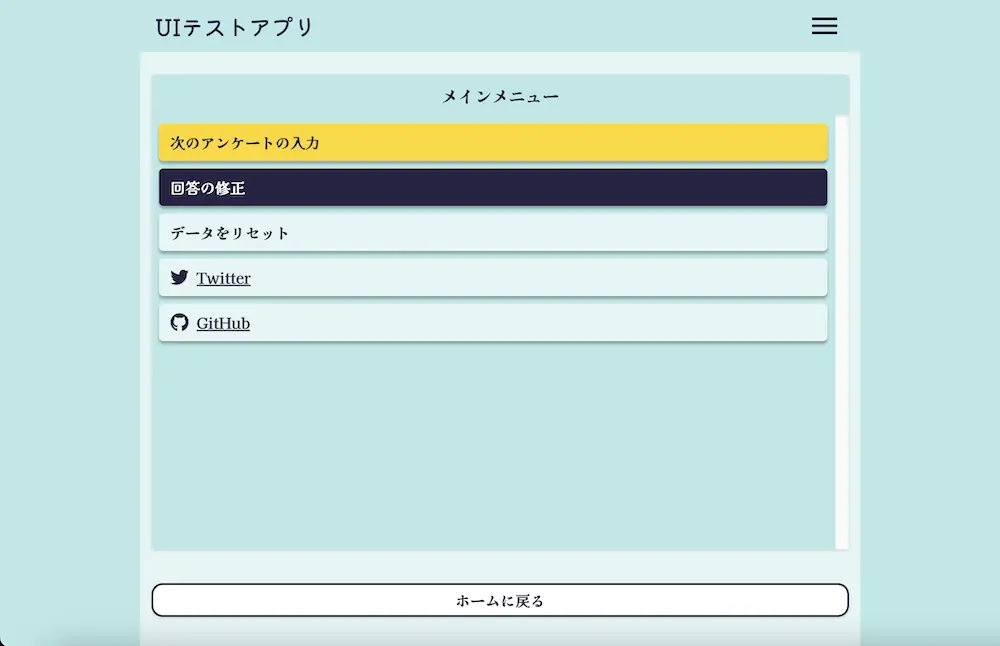 UIテストアプリ
メインメニュー
次のアンケートの入力
回答の修正
データをリセット
Twitter
GitHub
ホームに戻る